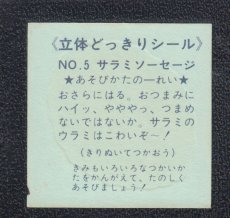 《立体どっきりシール》
NO.5 サラミソーセージ
★あそびかたの一れい★
おさらにはる。おつまみに
ハイッ、やややっ、つまめ
ないではないか。サラミの
ウラミはこわいぞ～！
(きりぬいてつかおう)
きみもいろいろなつかいか
たをかんがえて、たのしく
あそびましょう！